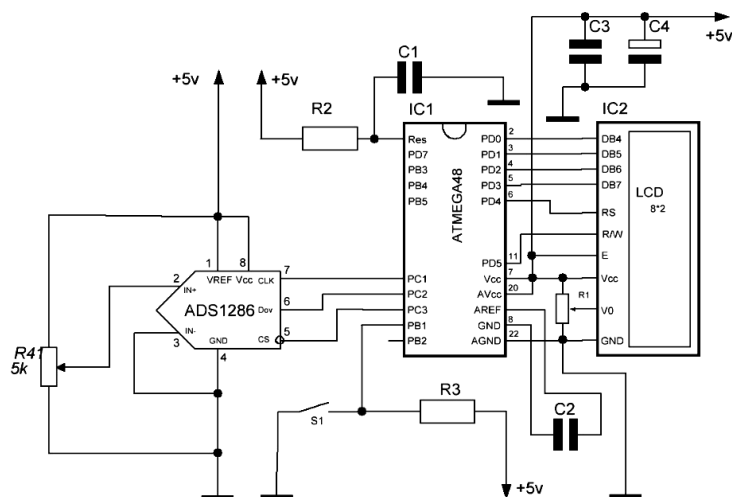 C3 C4
+5v
C1
+5v +5v
R2 IC1 IC2
Res PD0 2 DB4
PD7 PD1 3 DB5
PB3 PD2 4 DB6
PB4 PD3 5 DB7
PB5 PD4 6 RS
ATMEGA48
LCD
8*2
R/W
PD5 11 E
1 8
VREF Vcc CLK 7 PC1 Vcc 7 Vcc
2 IN+
ADS1286 Dov 6 PC2 AVcc 20
PC3 AREF R1 V0
IN- CS 5 PB1 GND 8
3 GND PB2 AGND 22 GND
4
R41
5k
R3
S1
C2
+5v